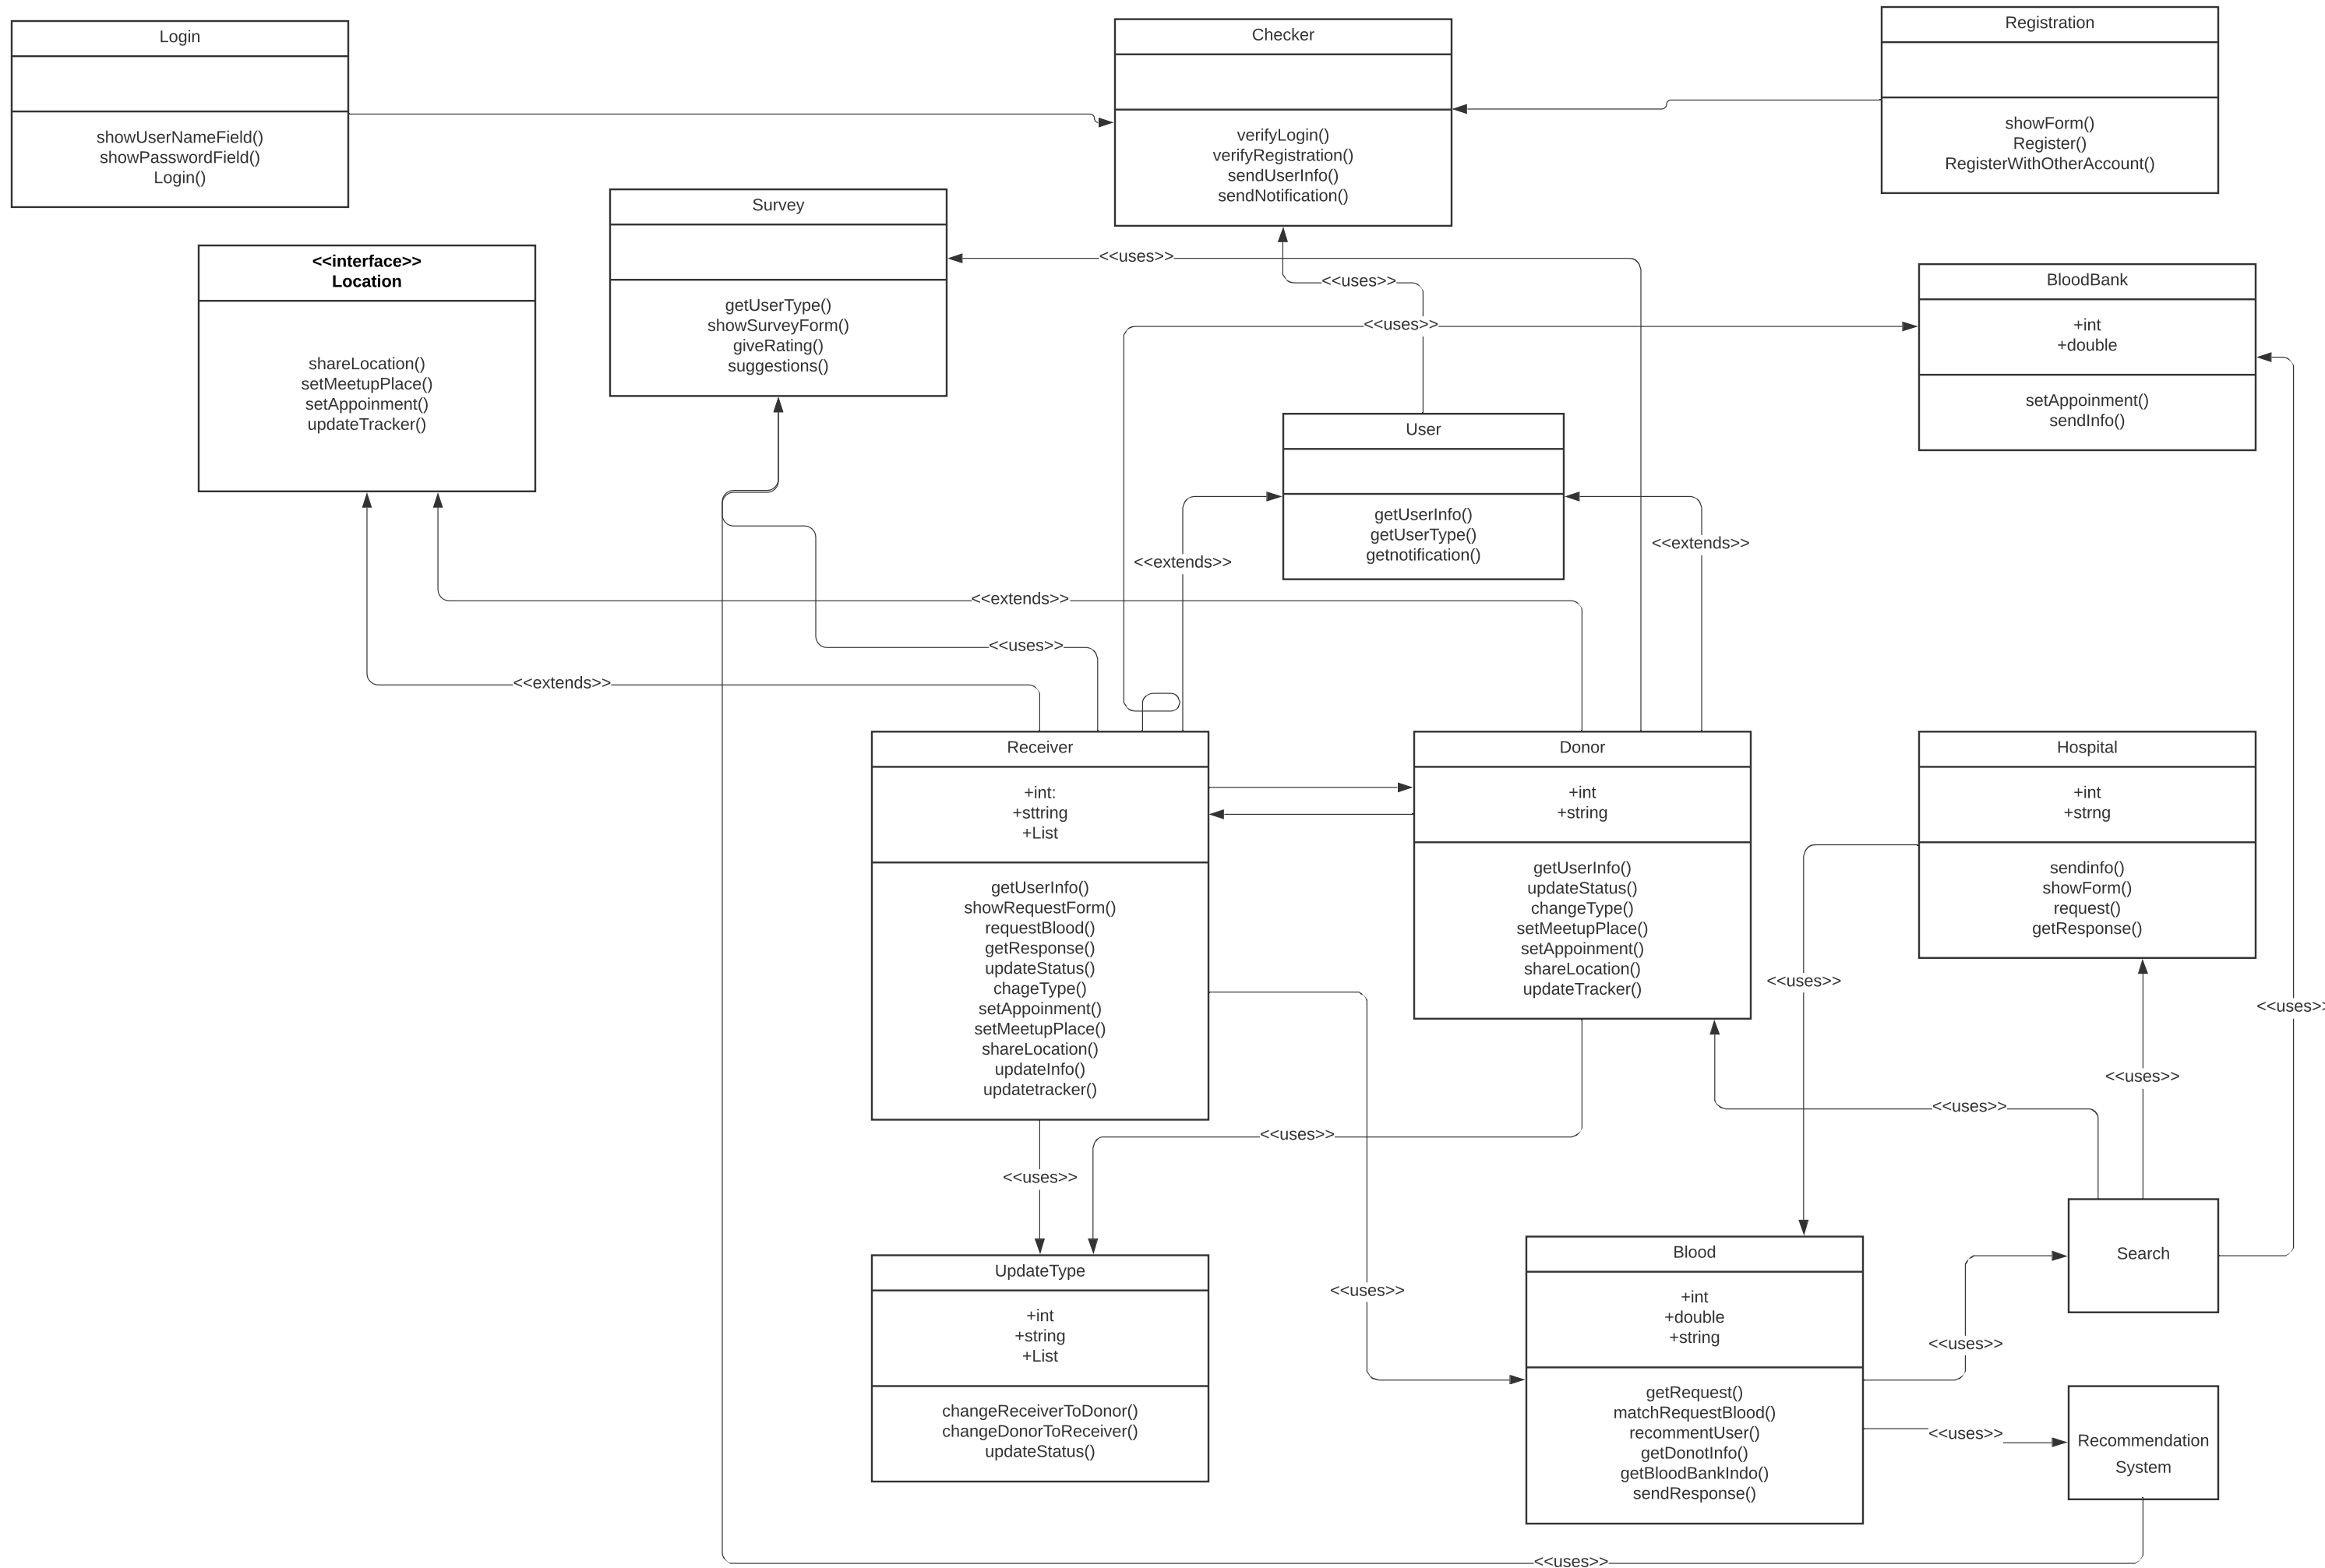 Login
showUserNameField()
showPasswordField()
Login()
Checker
verifyLogin()
verifyRegistration()
sendUserInfo()
sendNotification()
Registration
showForm()
Register()
RegisterWithOtherAccount()
Survey
getUserType()
showSurveyForm()
giveRating()
suggestions()
<<interface>>
Location
shareLocation()
setMeetupPlace()
setAppoinment()
updateTracker()
<<uses>>
<<uses>>
<<uses>>
BloodBank
+int
+double
setAppoinment()
sendInfo()
User
getUserInfo()
getUserType()
getnotification()
<<extends>>
<<extends>>
<<extends>>
<<uses>>
<<extends>>
Receiver
+int:
+sttring
+List
getUserInfo()
showRequestForm()
requestBlood()
getResponse()
updateStatus()
chageType()
setAppoinment()
setMeetupPlace()
shareLocation()
updateInfo()
updatetracker()
Donor
+int
+string
getUserInfo()
updateStatus()
changeType()
setMeetupPlace()
setAppoinment()
shareLocation()
updateTracker()
Hospital
+int
+strng
sendinfo()
showForm()
request()
getResponse()
<<uses>>
<<uses>>
<<uses>>
<<uses>>
<<uses>>
<<uses>>
UpdateType
+int
+string
+List
changeReceiverToDonor()
changeDonorToReceiver()
updateStatus()
<<uses>>
Blood
+int
+double
+string
getRequest()
matchRequestBlood()
recommentUser()
getDonotInfo()
getBloodBankIndo()
sendResponse()
Search
<<uses>>
<<uses>>
Recommendation
System
<<uses>>